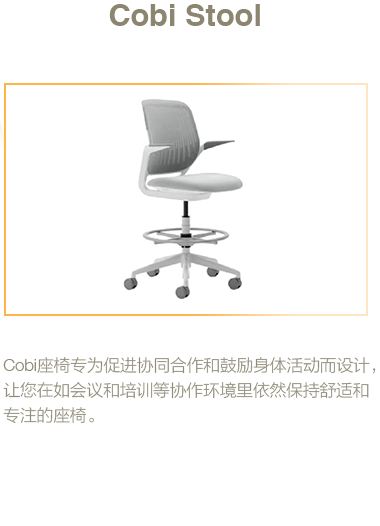 Cobi Stool
Cobi座椅专为促进协同合作和鼓励身体活动而设计，
让您在如会议和培训等协作环境里依然保持舒适和
专注的座椅。